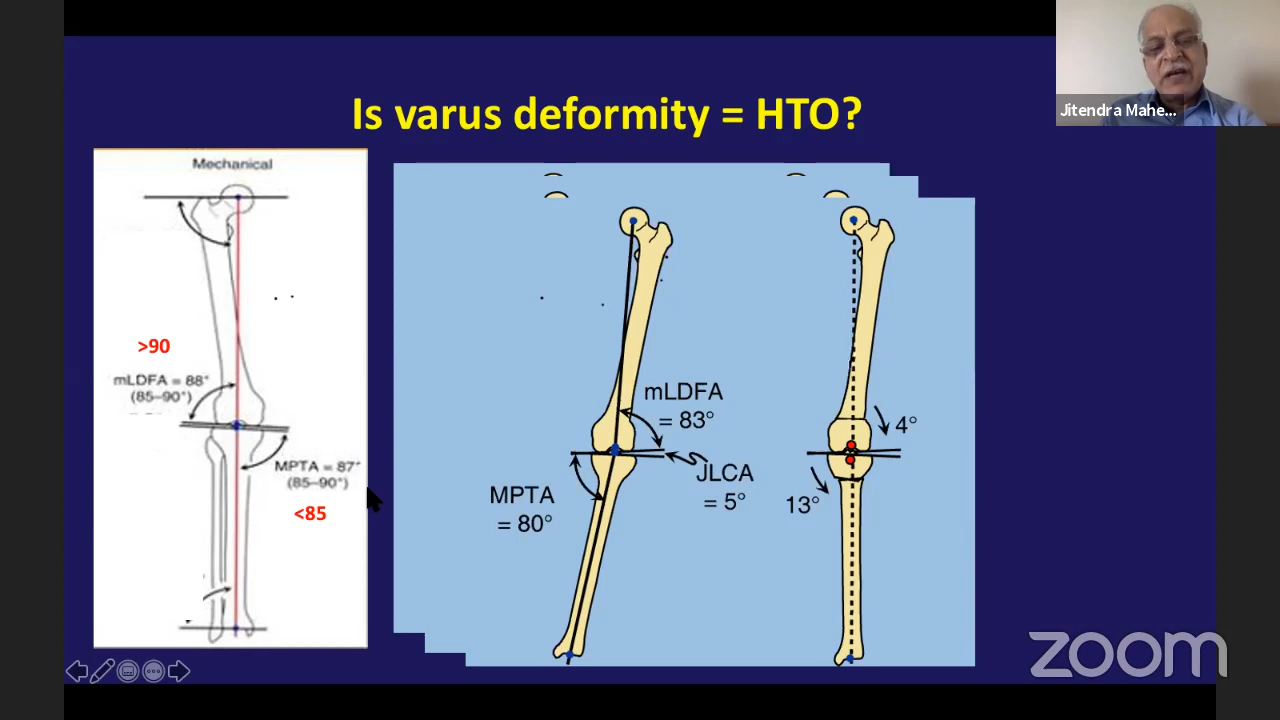 Jitendra Mahe...
Is varus deformity = HTO?
Mechanical
>90
mLDFA = 88°
(85–90°)
MPTA = 87°
(85–90°)
<85
mLDFA
= 83°
JLCA
= 5°
MPTA
= 80°
4°
13°
zoom